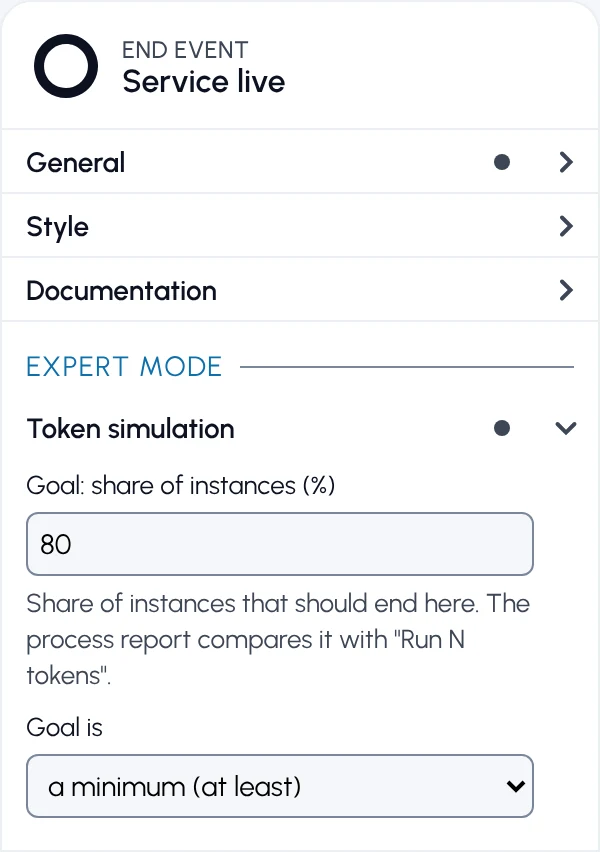 END EVENT
Service live
General
Style
Documentation
EXPERT MODE
Token simulation
Goal: share of instances (%)
80
Share of instances that should end here. The
process report compares it with "Run N
tokens".
Goal is
a minimum (at least)